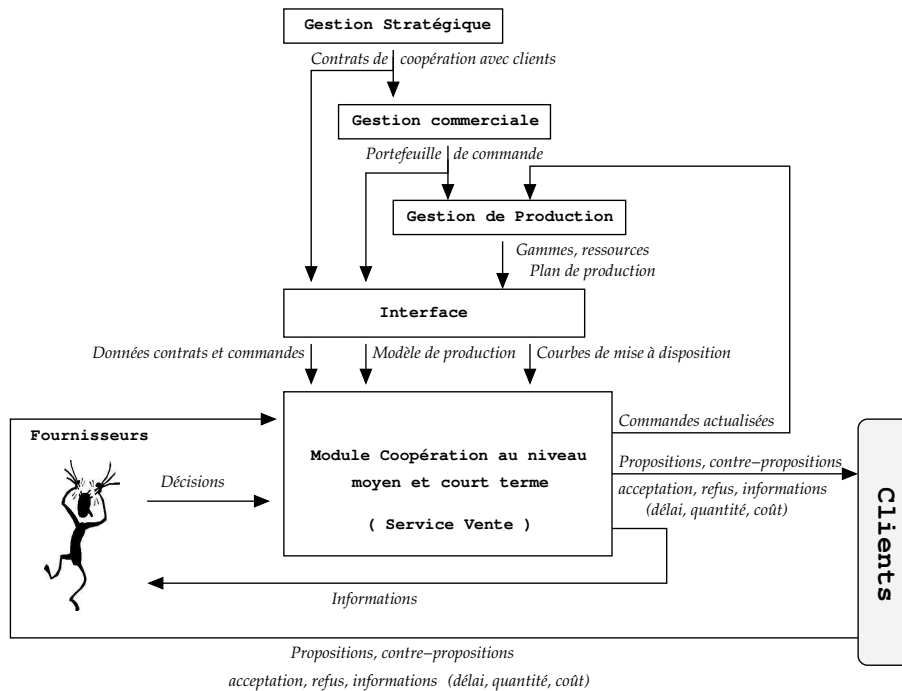 Gestion Stratégique
Contrats de coopération avec clients
Gestion commerciale
Portefeuille de commande
Gestion de Production
Gammes, ressources
Plan de production
Interface
Données contrats et commandes
Modèle de production
Courbes de mise à disposition
Commandes actualisées
Fournisseurs
Module Coopération au niveau
moyen et court terme
( Service Vente )
Décisions
Propositions, contre−propositions
acceptation, refus, informations
(délai, quantité, coût)
Clients
Informations
Propositions, contre−propositions
acceptation, refus, informations (délai, quantité, coût)